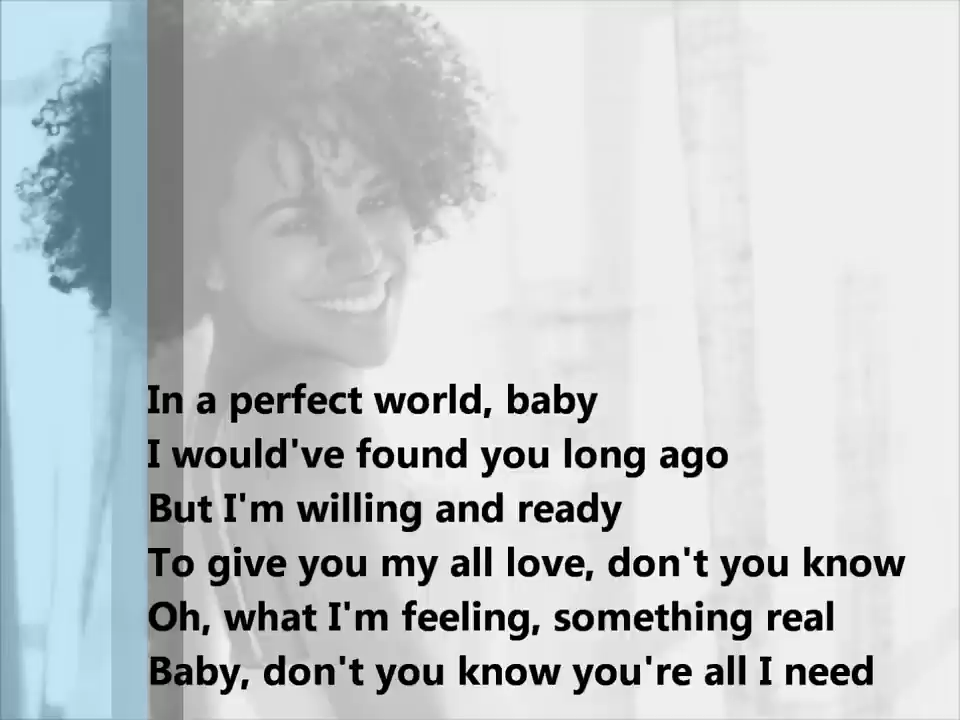 In a perfect world, baby
I would've found you long ago
But I'm willing and ready
To give you my all love, don't you know
Oh, what I'm feeling, something real
Baby, don't you know you're all I need